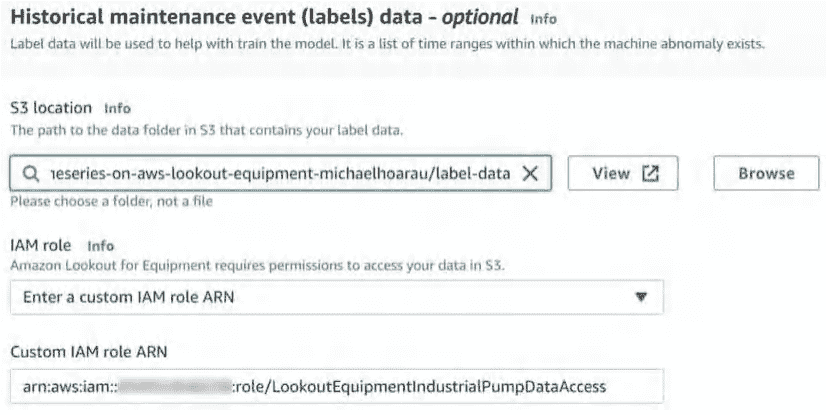 Historical maintenance event (labels) data - optional Info
Label data will be used to help with train the model. It is a list of time ranges within which the machine abnomaly exists.
S3 location Info
The path to the data folder in S3 that contains your label data.
neseries-on-aws-lookout-equipment-michaelhoarau/label-data View Browse
Please choose a folder, not a file
IAM role Info
Amazon Lookout for Equipment requires permissions to access your data in S3.
Enter a custom IAM role ARN
Custom IAM role ARN
arn:aws:iam:: :role/LookoutEquipmentIndustrialPumpDataAccess